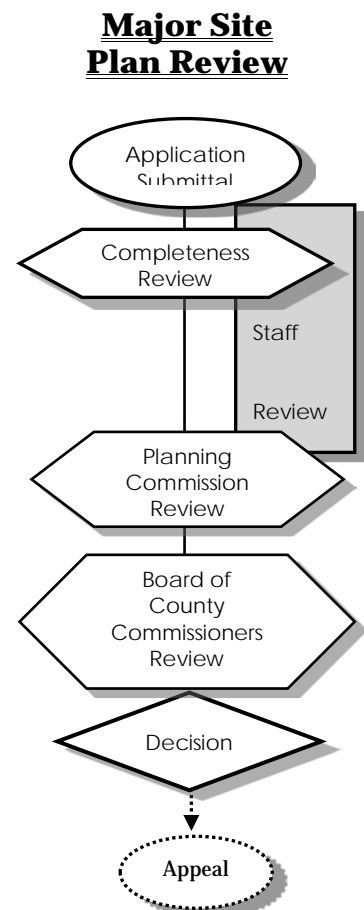 Major Site
Plan Review
Application
Submittal
Completeness
Review
Staff
Review
Planning
Commission
Review
Board of
County
Commissioners
Review
Decision
Appeal